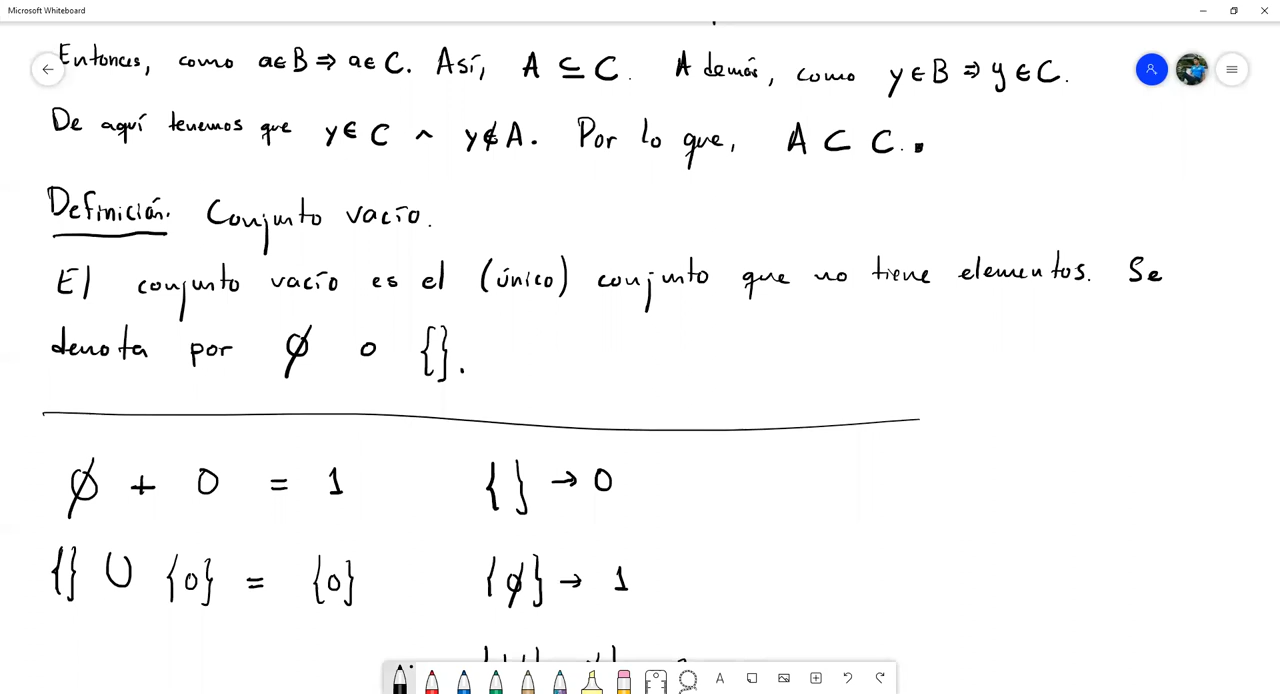 Microsoft Whiteboard
Entonces, como a∈B ⇒ a∈C. Así, A ⊆ C. Además, como y∈B ⇒ y∈C.
De aquí tenemos que y∈C ∧ y∉A. Por lo que, A ⊂ C. ▪
Definición. Conjunto vacío.
El conjunto vacío es el (único) conjunto que no tiene elementos. Se
denota por ∅ o {}.
∅ + 0 = 1
{} ∪ {0} = {0}
{ } → 0
{∅} → 1
A